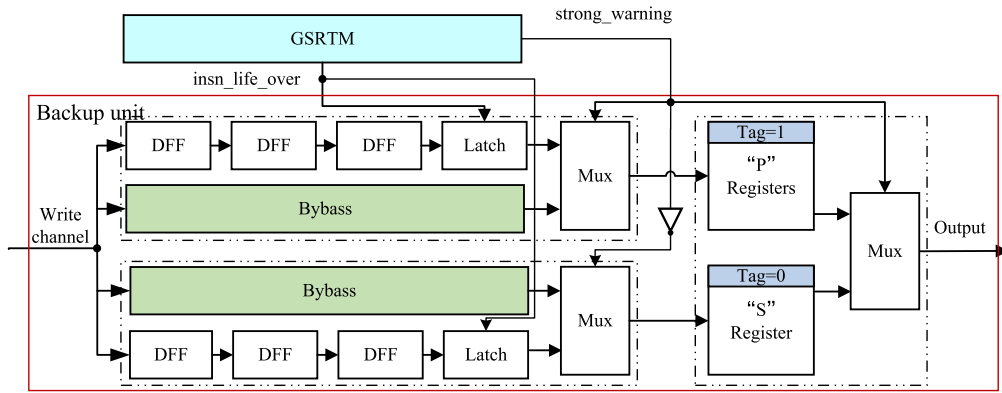 strong_warning
GSRTM
insn_life_over
Backup unit
DFF
DFF
DFF
Latch
Mux
Tag=1
“P”
Registers
Bybass
Write
channel
Mux
Output
Bybass
Mux
Tag=0
“S”
Register
DFF
DFF
DFF
Latch